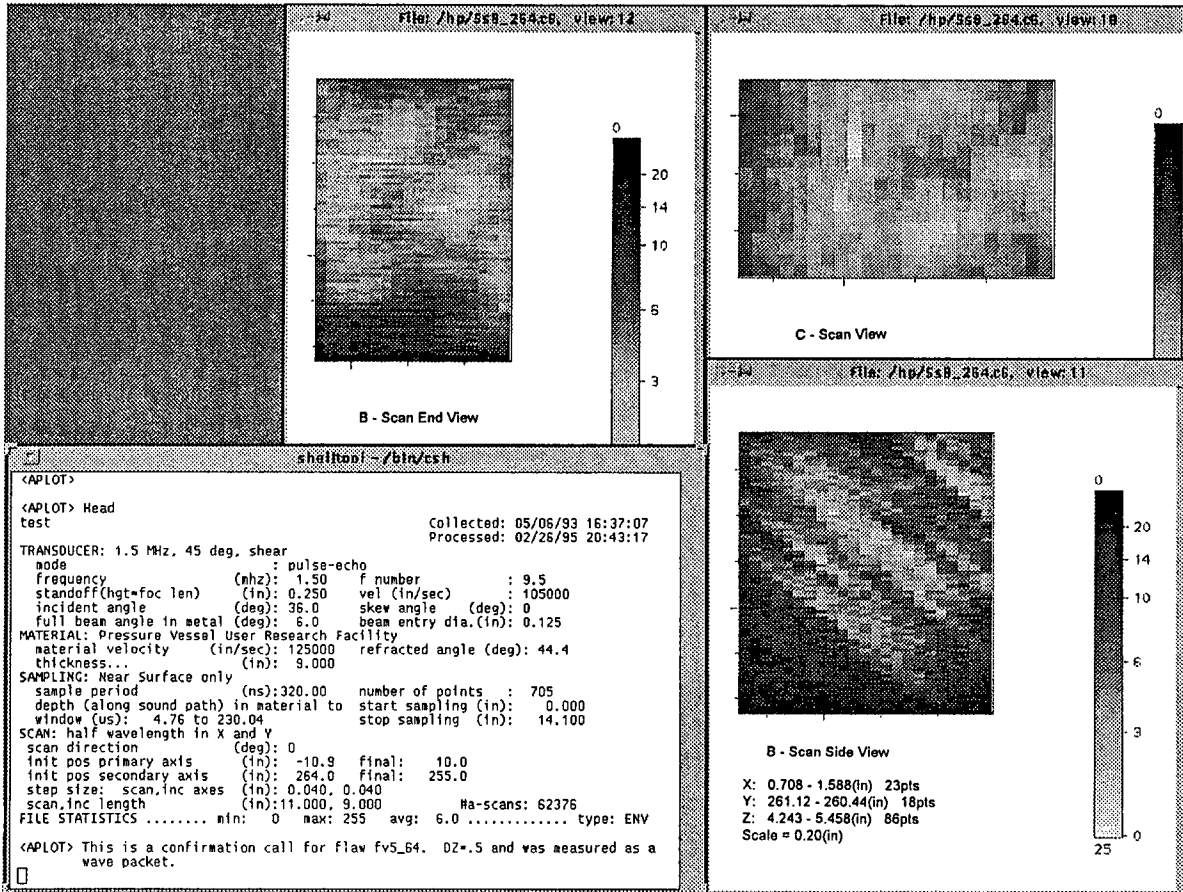 File: /hp/5s8_264.c6, view:12
0
20
14
10
6
3
B - Scan End View
File: /hp/5s8_264.c6, view:10
0
C - Scan View
File: /hp/5s8_264.c6, view:11
0
20
14
10
6
3
0
25
B - Scan Side View
X: 0.708 - 1.588(in) 23pts
Y: 261.12 - 260.44(in) 18pts
Z: 4.243 - 5.458(in) 86pts
Scale = 0.20(in)
shelltool - /bin/csh
<APLOT>
<APLOT> Head
test Collected: 05/06/93 16:37:07
Processed: 02/26/95 20:43:17
TRANSDUCER: 1.5 MHz, 45 deg, shear
mode : pulse-echo
frequency (mhz): 1.50 f number : 9.5
standoff(hgt=foc len) (in): 0.250 vel (in/sec) : 105000
incident angle (deg): 36.0 skew angle (deg): 0
full beam angle in metal (deg): 6.0 beam entry dia.(in): 0.125
MATERIAL: Pressure Vessel User Research Facility
material velocity (in/sec): 125000 refracted angle (deg): 44.4
thickness... (in): 9.000
SAMPLING: Near Surface only
sample period (ns):320.00 number of points : 705
depth (along sound path) in material to start sampling (in): 0.000
window (us): 4.76 to 230.04 stop sampling (in): 14.100
SCAN: half wavelength in X and Y
scan direction (deg): 0
init pos primary axis (in): -10.9 final: 10.0
init pos secondary axis (in): 264.0 final: 255.0
step size: scan,inc axes (in): 0.040, 0.040
scan,inc length (in):11.000, 9.000 #a-scans: 62376
FILE STATISTICS ........ min: 0 max: 255 avg: 6.0 ............. type: ENV
<APLOT> This is a confirmation call for flaw fv5_64. DZ=.5 and was measured as a
wave packet.